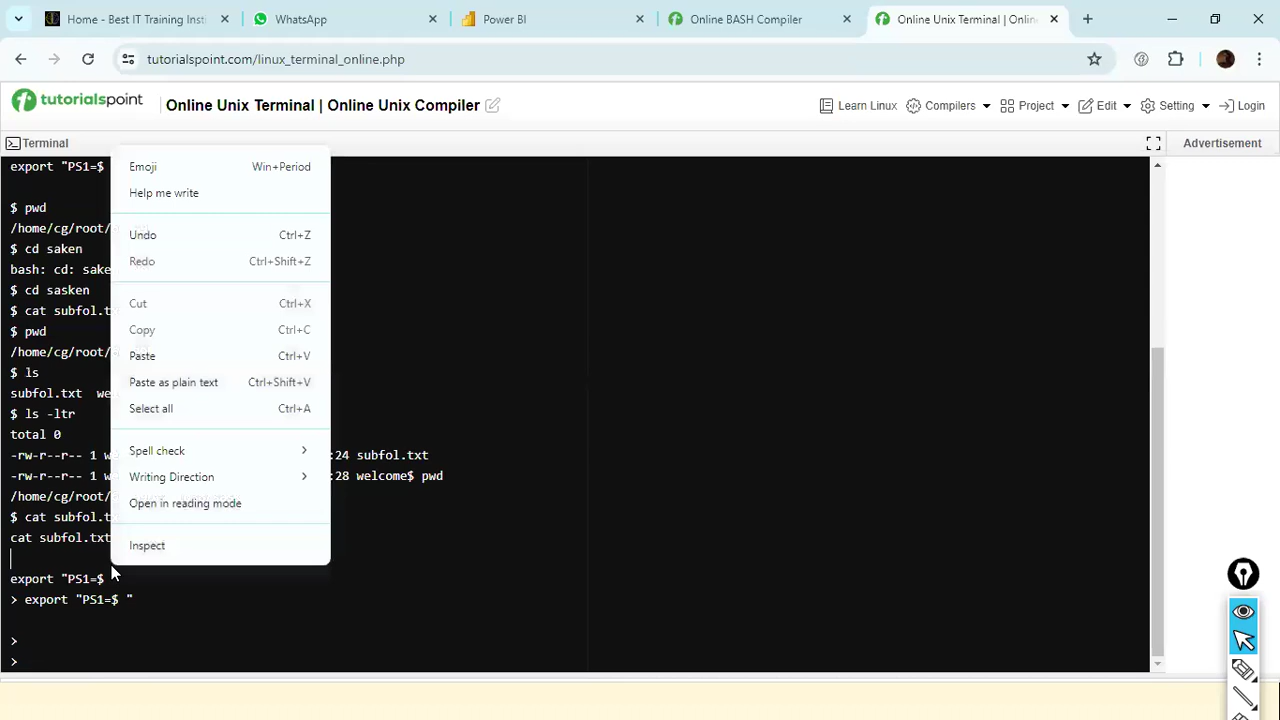 Home - Best IT Training Insti
WhatsApp
Power BI
Online BASH Compiler
Online Unix Terminal | Onlin
tutorialspoint.com/linux_terminal_online.php
tutorialspoint
Online Unix Terminal | Online Unix Compiler
Learn Linux
Compilers
Project
Edit
Setting
Login
Terminal
Advertisement
export "PS1=$
$ pwd
/home/cg/root/
$ cd saken
bash: cd: sake
$ cd sasken
$ cat subfol.t
$ pwd
/home/cg/root/
$ ls
subfol.txt we
$ ls -ltr
total 0
-rw-r--r-- 1 w :24 subfol.txt
-rw-r--r-- 1 w :28 welcome$ pwd
/home/cg/root/
$ cat subfol.t
cat subfol.txt
export "PS1=$
> export "PS1=$ "
>
>
Emoji Win+Period
Help me write
Undo Ctrl+Z
Redo Ctrl+Shift+Z
Cut Ctrl+X
Copy Ctrl+C
Paste Ctrl+V
Paste as plain text Ctrl+Shift+V
Select all Ctrl+A
Spell check
Writing Direction
Open in reading mode
Inspect